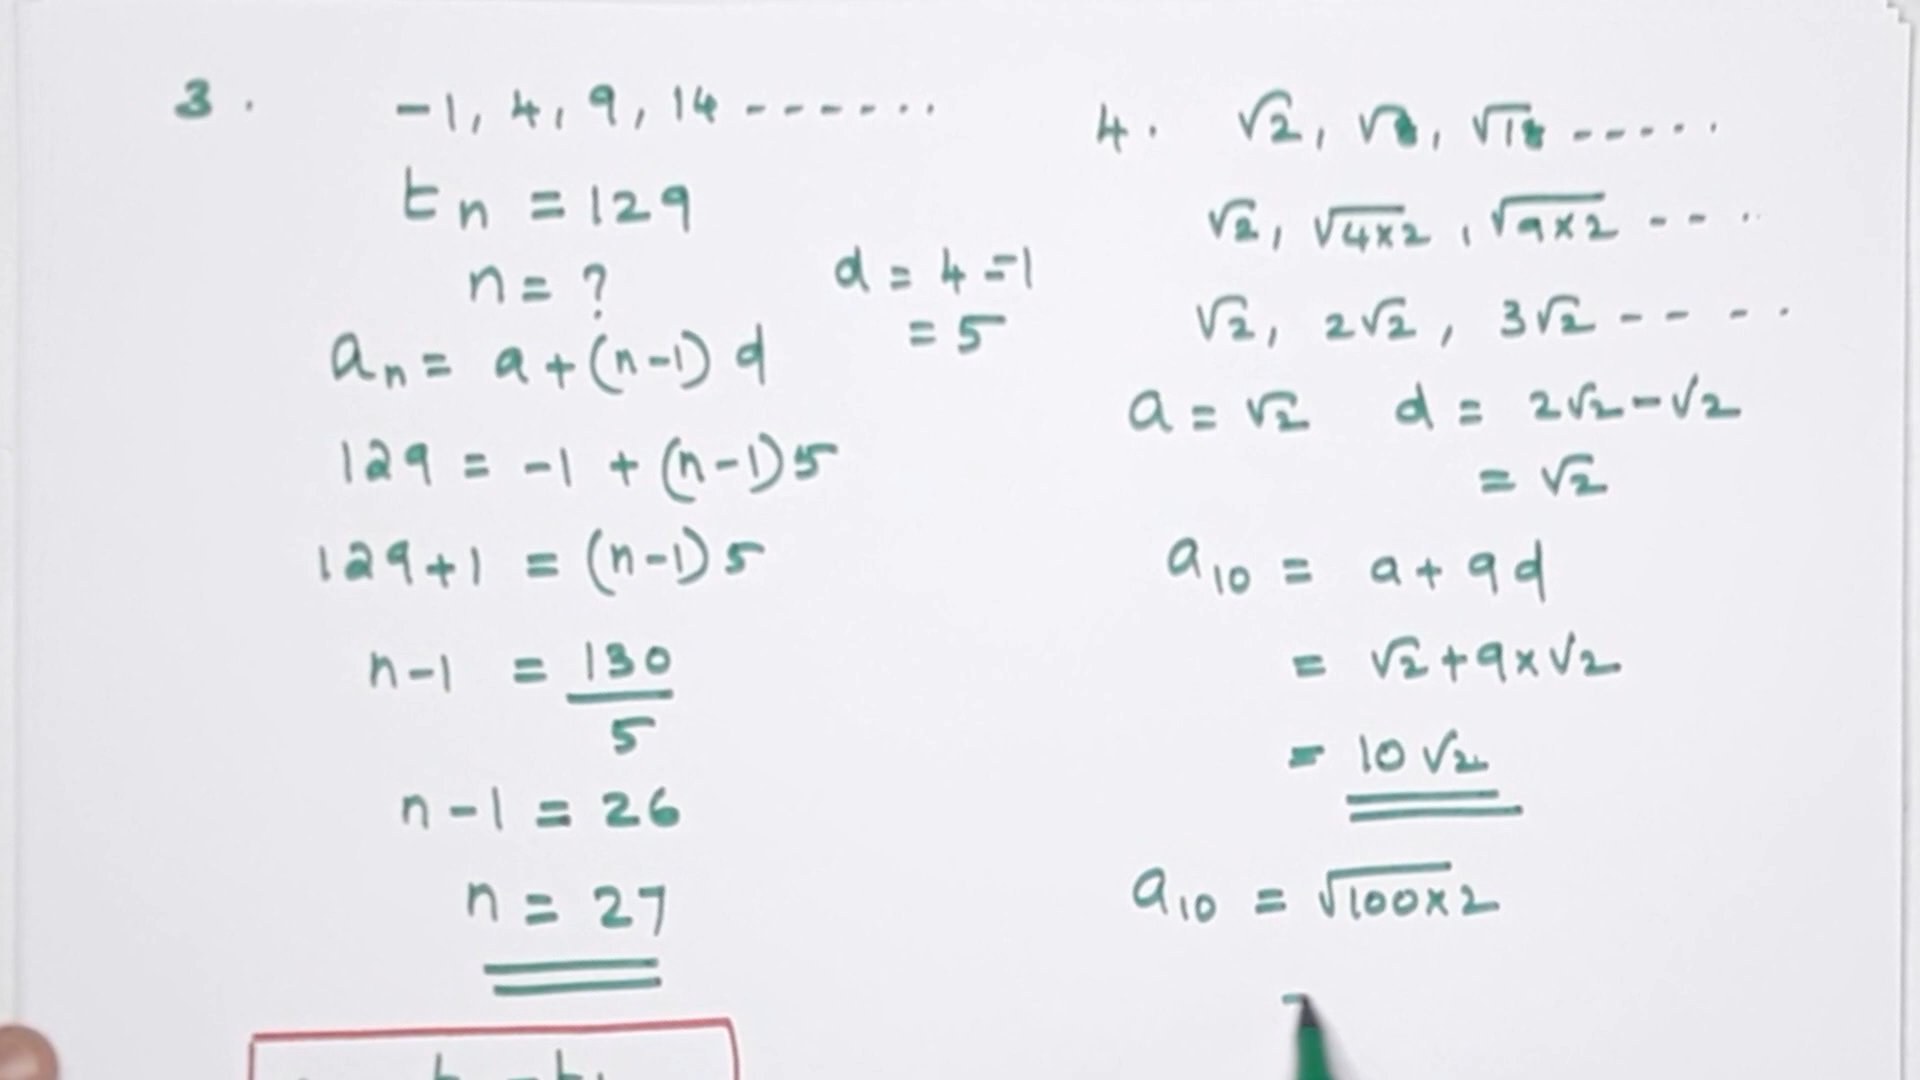 3. -1, 4, 9, 14 ------..
tn = 129
n = ?
d = 4 - -1
= 5
an = a + (n-1) d
129 = -1 + (n-1)5
129+1 = (n-1)5
n-1 = 130/5
n-1 = 26
n = 27
4. √2, √8, √18 -----..
√2, √4×2, √9×2 --..
√2, 2√2, 3√2 ----.
a = √2 d = 2√2-√2
= √2
a10 = a + 9d
= √2+9×√2
= 10√2
a10 = √100×2